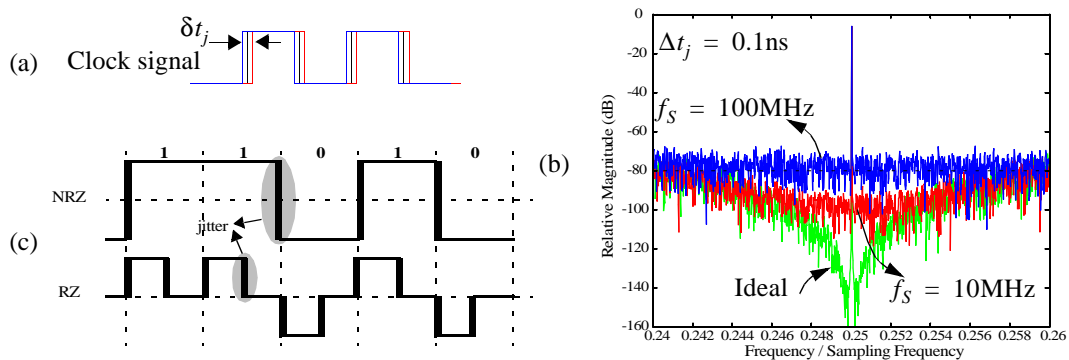 (a)
δt_j
Clock signal
1 1 0 1 0
NRZ
jitter
(c)
RZ
(b)
Δt_j = 0.1ns
f_S = 100MHz
Ideal
f_S = 10MHz
Relative Magnitude (dB)
0
-20
-40
-60
-80
-100
-120
-140
-160
0.24 0.242 0.244 0.246 0.248 0.250 0.252 0.254 0.256 0.258 0.26
Frequency / Sampling Frequency